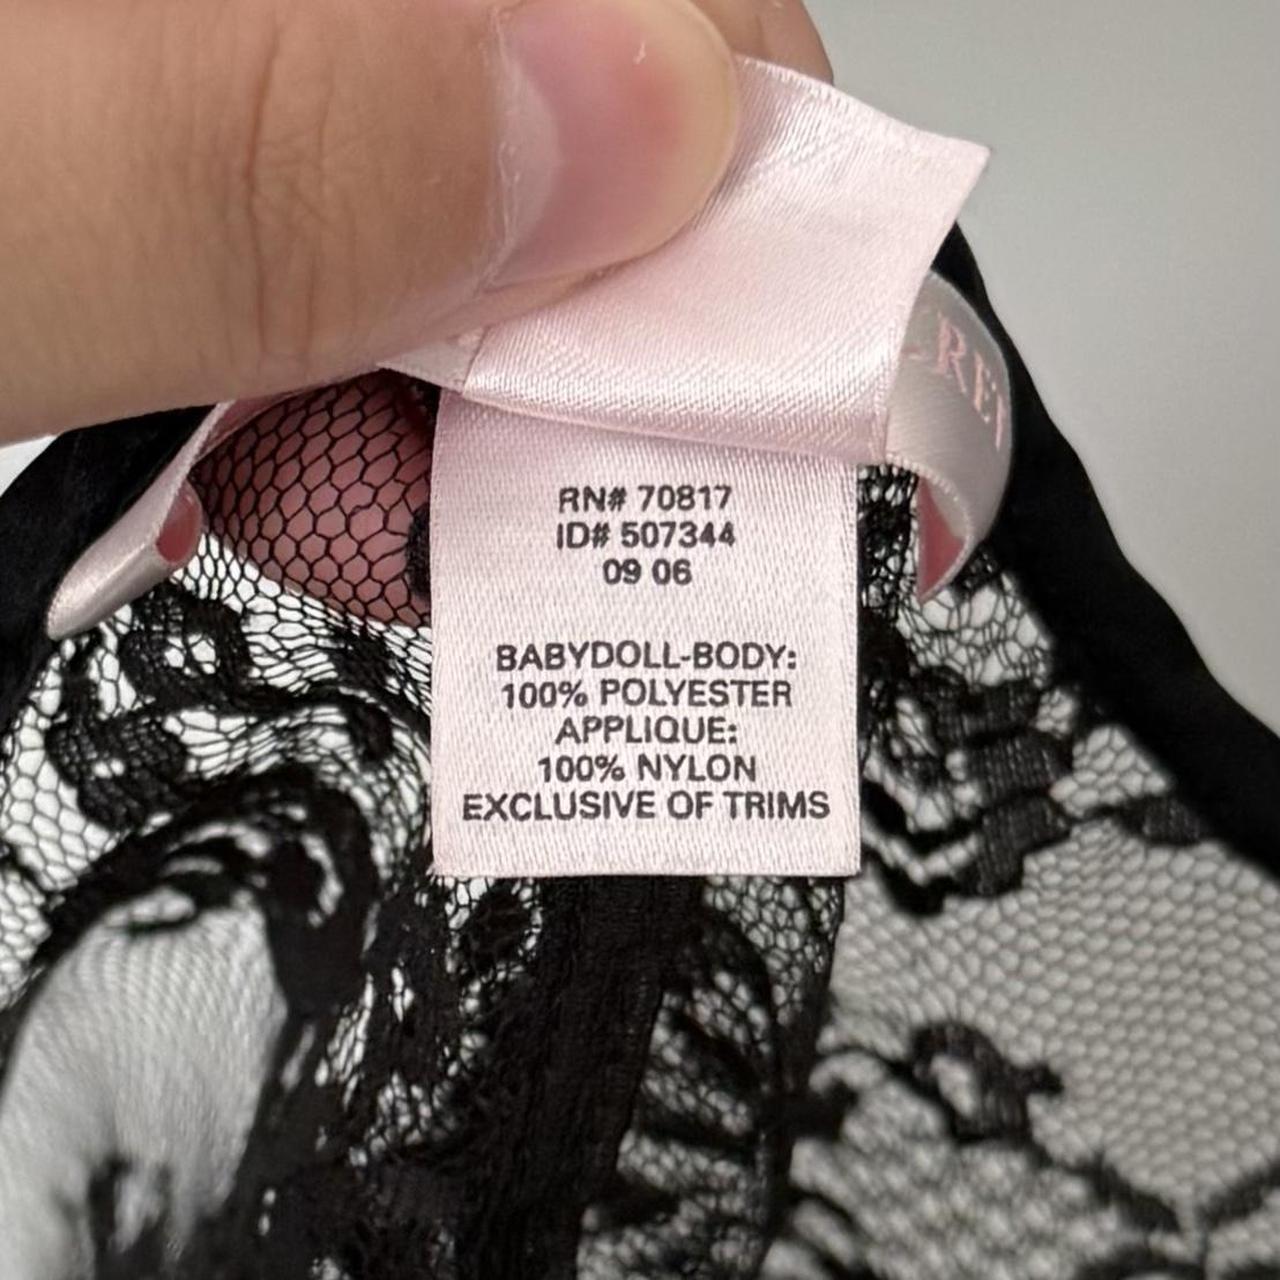 RN# 70817
ID# 507344
09 06
BABYDOLL-BODY:
100% POLYESTER
APPLIQUE:
100% NYLON
EXCLUSIVE OF TRIMS